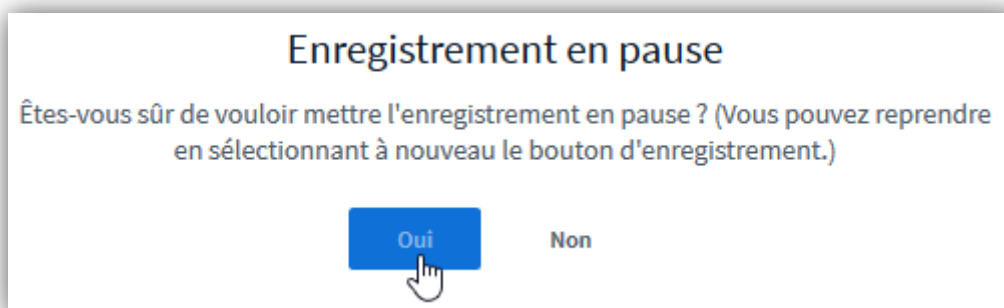 Enregistrement en pause
Êtes-vous sûr de vouloir mettre l'enregistrement en pause ? (Vous pouvez reprendre
en sélectionnant à nouveau le bouton d'enregistrement.)
Oui Non